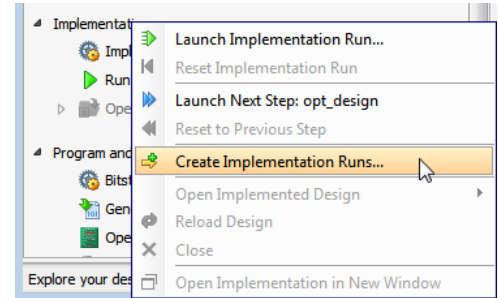 Implementat
Impl
Run
Ope
Program and
Bitst
Gen
Ope
Explore your des
Launch Implementation Run...
Reset Implementation Run
Launch Next Step: opt_design
Reset to Previous Step
Create Implementation Runs...
Open Implemented Design
Reload Design
Close
Open Implementation in New Window